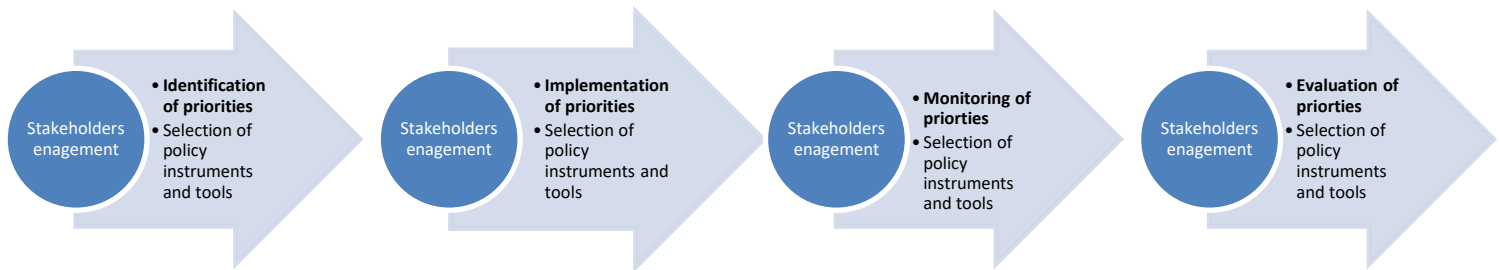 Stakeholders
enagement
• Identification
of priorities
• Selection of
policy
instruments
and tools
Stakeholders
enagement
• Implementation
of priorities
• Selection of
policy
instruments and
tools
Stakeholders
enagement
• Monitoring of
priorties
• Selection of
policy
instruments
and tools
Stakeholders
enagement
• Evaluation of
priorties
• Selection of
policy
instruments
and tools